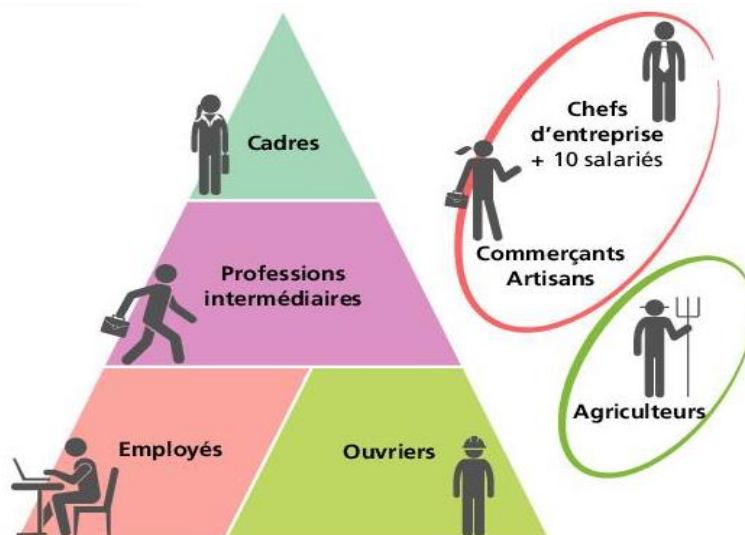 Cadres
Professions
intermédiaires
Employés
Ouvriers
Chefs
d'entreprise
+ 10 salariés
Commerçants
Artisans
Agriculteurs